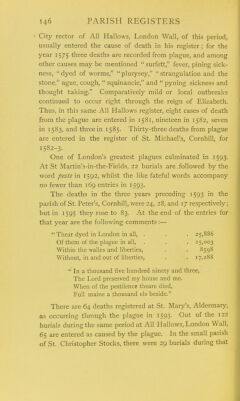 146 PARISH REGISTERS
City rector of All Hallows, London Wall, of this period,
usually entered the cause of death in his register; for the
year 1575 three deaths are recorded from plague, and among
other causes may be mentioned “surfett,” fever, pining sick-
ness, “dyed of worms,” “pluryssy,” “strangulation and the
stone,” ague, cough, “squinancie,” and “pyning sickness and
thought taking.” Comparatively mild or local outbreaks
continued to occur right through the reign of Elizabeth.
Thus, in this same All Hallows register, eight cases of death
from the plague are entered in 1581, nineteen in 1582, seven
in 1583, and three in 1585. Thirty-three deaths from plague
are entered in the register of St. Michael's, Cornhill, for
1582-3.
One of London's greatest plagues culminated in 1593.
At St Martin's-in-the-Fields, 12 burials are followed by the
word peste in 1592, whilst the like fateful words accompany
no fewer than 169 entries in 1593.
The deaths in the three years preceding 1593 in the
parish of St. Peter's, Cornhill, were 24, 28, and 17 respectively;
but in 1593 they rose to 83. At the end of the entries for
that year are the following comments:—
“Thear dyed in London in all, . . 25,886
Of them of the plague in all, . . 15,003
Within the walles and liberties, . . 8598
Without, in and out of liberties, . . 17,288
“In a thousand five hundred ninety and three,
The Lord preserved my house and me.
When of the pestilence theare died,
Full maine a thousand els beside.”
There are 64 deaths registered at St. Mary's, Aldermary,
as occurring through the plague in 1593. Out of the 122
burials during the same period at All Hallows, London Wall,
65 are entered as caused by the plague. In the small parish
of St. Christopher Stocks, there were 29 burials during that